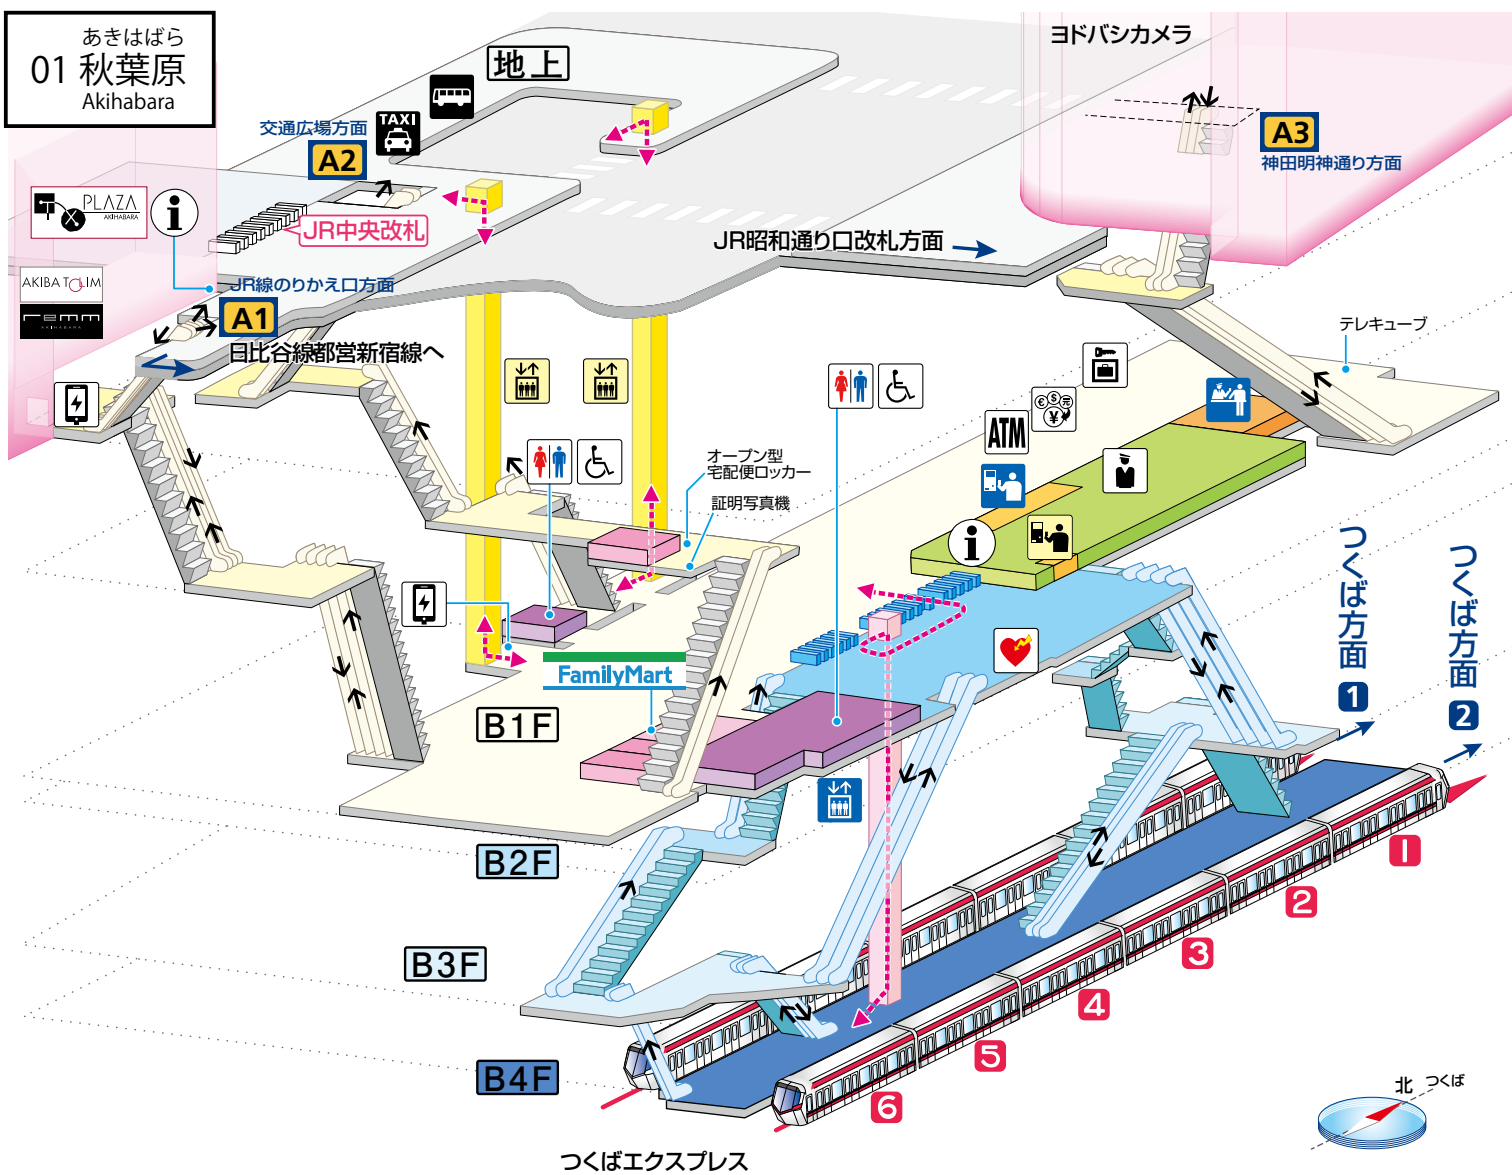 あきはばら
01 秋葉原
Akihabara
地上
ヨドバシカメラ
交通広場方面
TAXI
A2
A3
神田明神通り方面
PLAZA
AKIHABARA
JR中央改札
JR昭和通り口改札方面
AKIBA TOLIM
remm
AKIHABARA
JR線のりかえ口方面
A1
日比谷線都営新宿線へ
テレキューブ
ATM
オープン型
宅配便ロッカー
証明写真機
FamilyMart
B1F
B2F
B3F
B4F
つくば方面 1
つくば方面 2
1
2
3
4
5
6
北 つくば
つくばエクスプレス